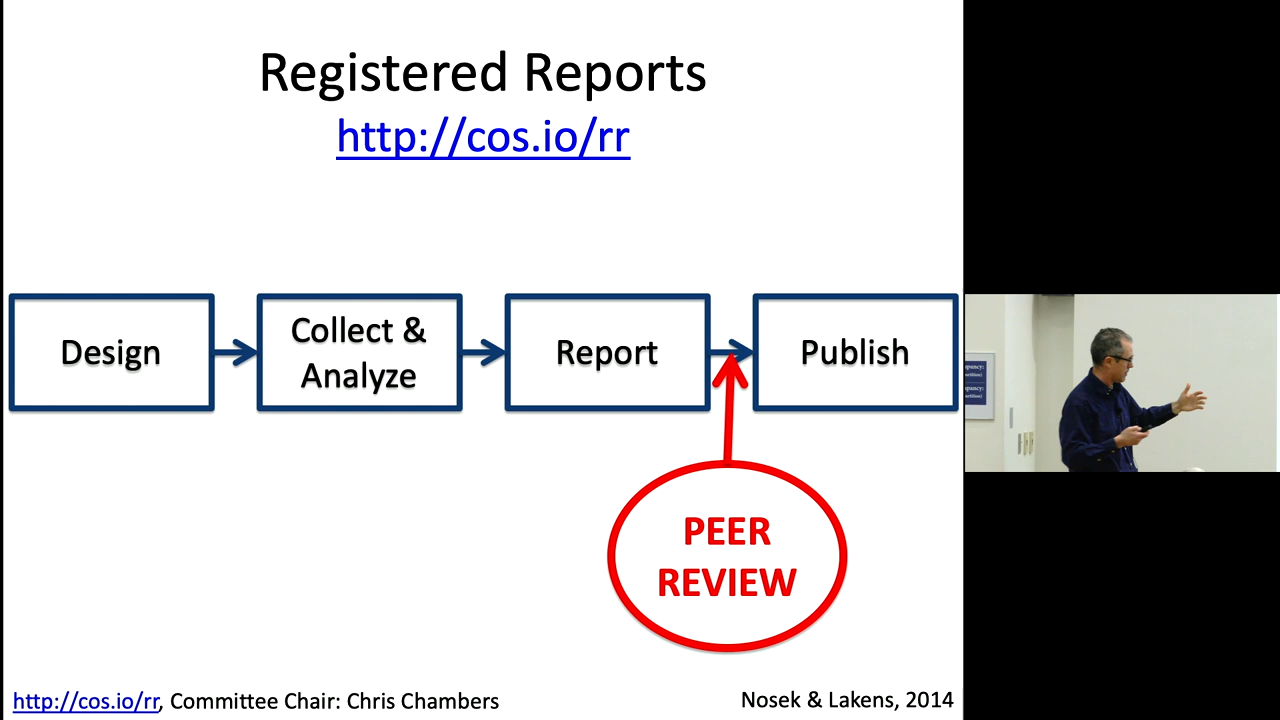 Registered Reports
http://cos.io/rr
Design
Collect &
Analyze
Report
Publish
PEER
REVIEW
http://cos.io/rr, Committee Chair: Chris Chambers
Nosek & Lakens, 2014